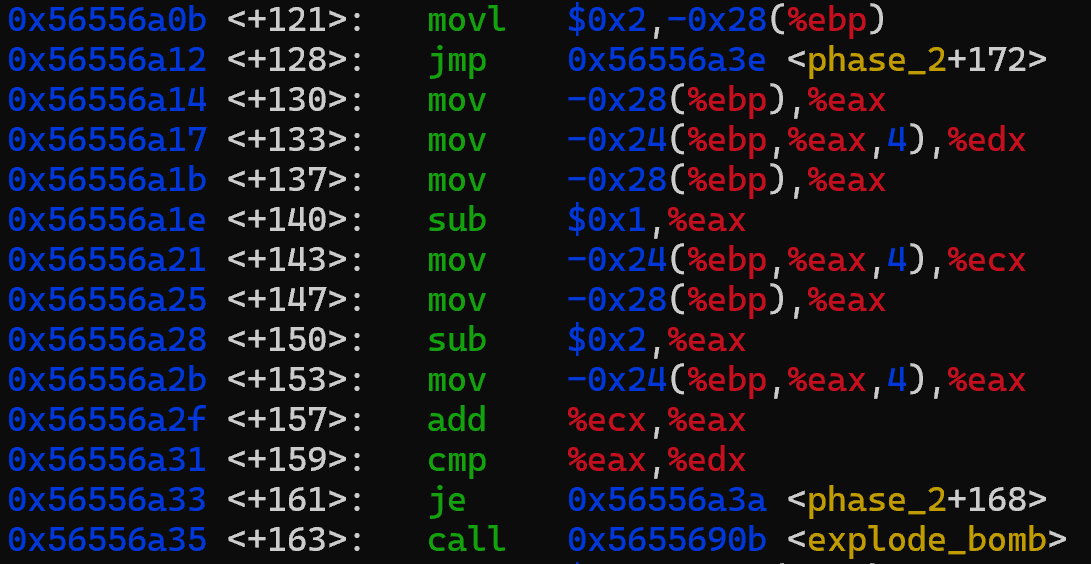 0x56556a0b <+121>: movl $0x2,-0x28(%ebp)
0x56556a12 <+128>: jmp 0x56556a3e <phase_2+172>
0x56556a14 <+130>: mov -0x28(%ebp),%eax
0x56556a17 <+133>: mov -0x24(%ebp,%eax,4),%edx
0x56556a1b <+137>: mov -0x28(%ebp),%eax
0x56556a1e <+140>: sub $0x1,%eax
0x56556a21 <+143>: mov -0x24(%ebp,%eax,4),%ecx
0x56556a25 <+147>: mov -0x28(%ebp),%eax
0x56556a28 <+150>: sub $0x2,%eax
0x56556a2b <+153>: mov -0x24(%ebp,%eax,4),%eax
0x56556a2f <+157>: add %ecx,%eax
0x56556a31 <+159>: cmp %eax,%edx
0x56556a33 <+161>: je 0x56556a3a <phase_2+168>
0x56556a35 <+163>: call 0x5655690b <explode_bomb>